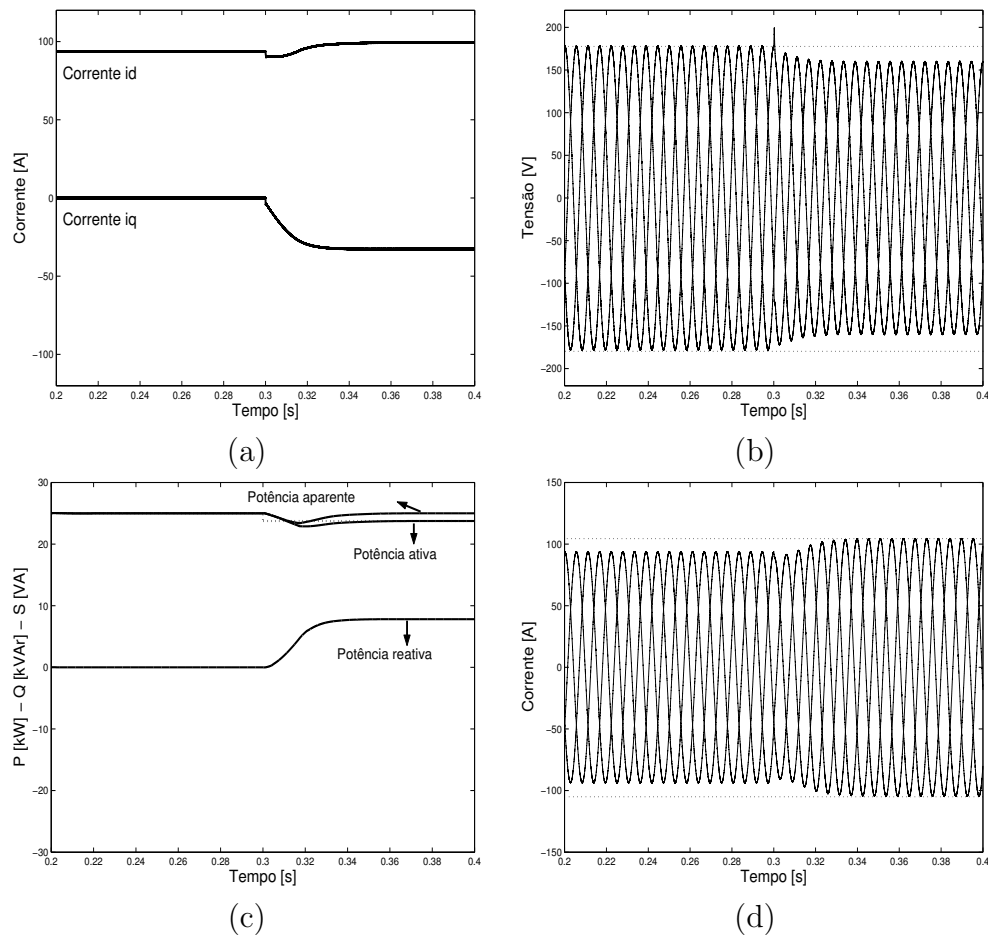 Corrente [A]
100
50
0
−50
−100
Corrente id
Corrente iq
0.2 0.22 0.24 0.26 0.28 0.3 0.32 0.34 0.36 0.38 0.4
Tempo [s]
(a)
Tensão [V]
200
150
100
50
0
−50
−100
−150
−200
0.2 0.22 0.24 0.26 0.28 0.3 0.32 0.34 0.36 0.38 0.4
Tempo [s]
(b)
P [kW] − Q [kVAr] − S [VA]
30
20
10
0
−10
−20
−30
Potência aparente
Potência ativa
Potência reativa
0.2 0.22 0.24 0.26 0.28 0.3 0.32 0.34 0.36 0.38 0.4
Tempo [s]
(c)
Corrente [A]
150
100
50
0
−50
−100
−150
0.2 0.22 0.24 0.26 0.28 0.3 0.32 0.34 0.36 0.38 0.4
Tempo [s]
(d)